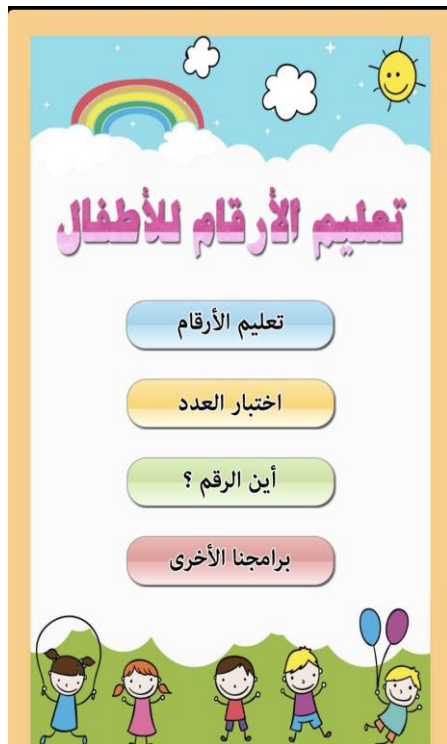 تعليم الأرقام للأطفال
تعليم الأرقام
اختبار العدد
أين الرقم ؟
برامجنا الأخرى